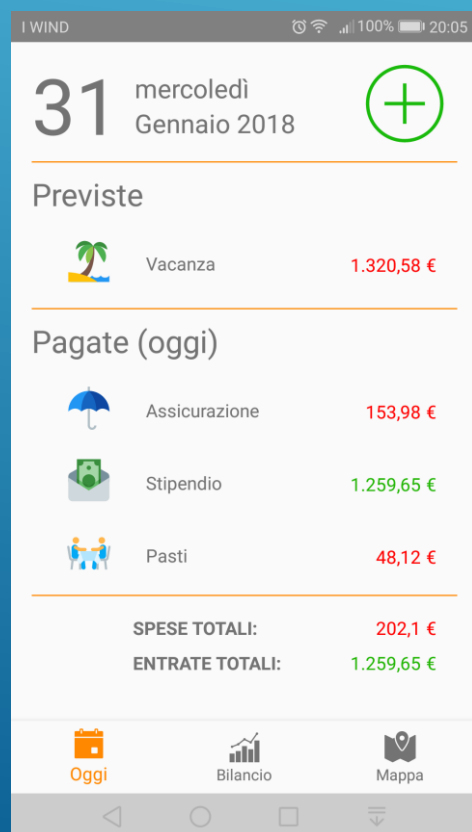 I WIND 100% 20:05
31 mercoledì
Gennaio 2018
Previste
Vacanza 1.320,58 €
Pagate (oggi)
Assicurazione 153,98 €
Stipendio 1.259,65 €
Pasti 48,12 €
SPESE TOTALI: 202,1 €
ENTRATE TOTALI: 1.259,65 €
Oggi Bilancio Mappa